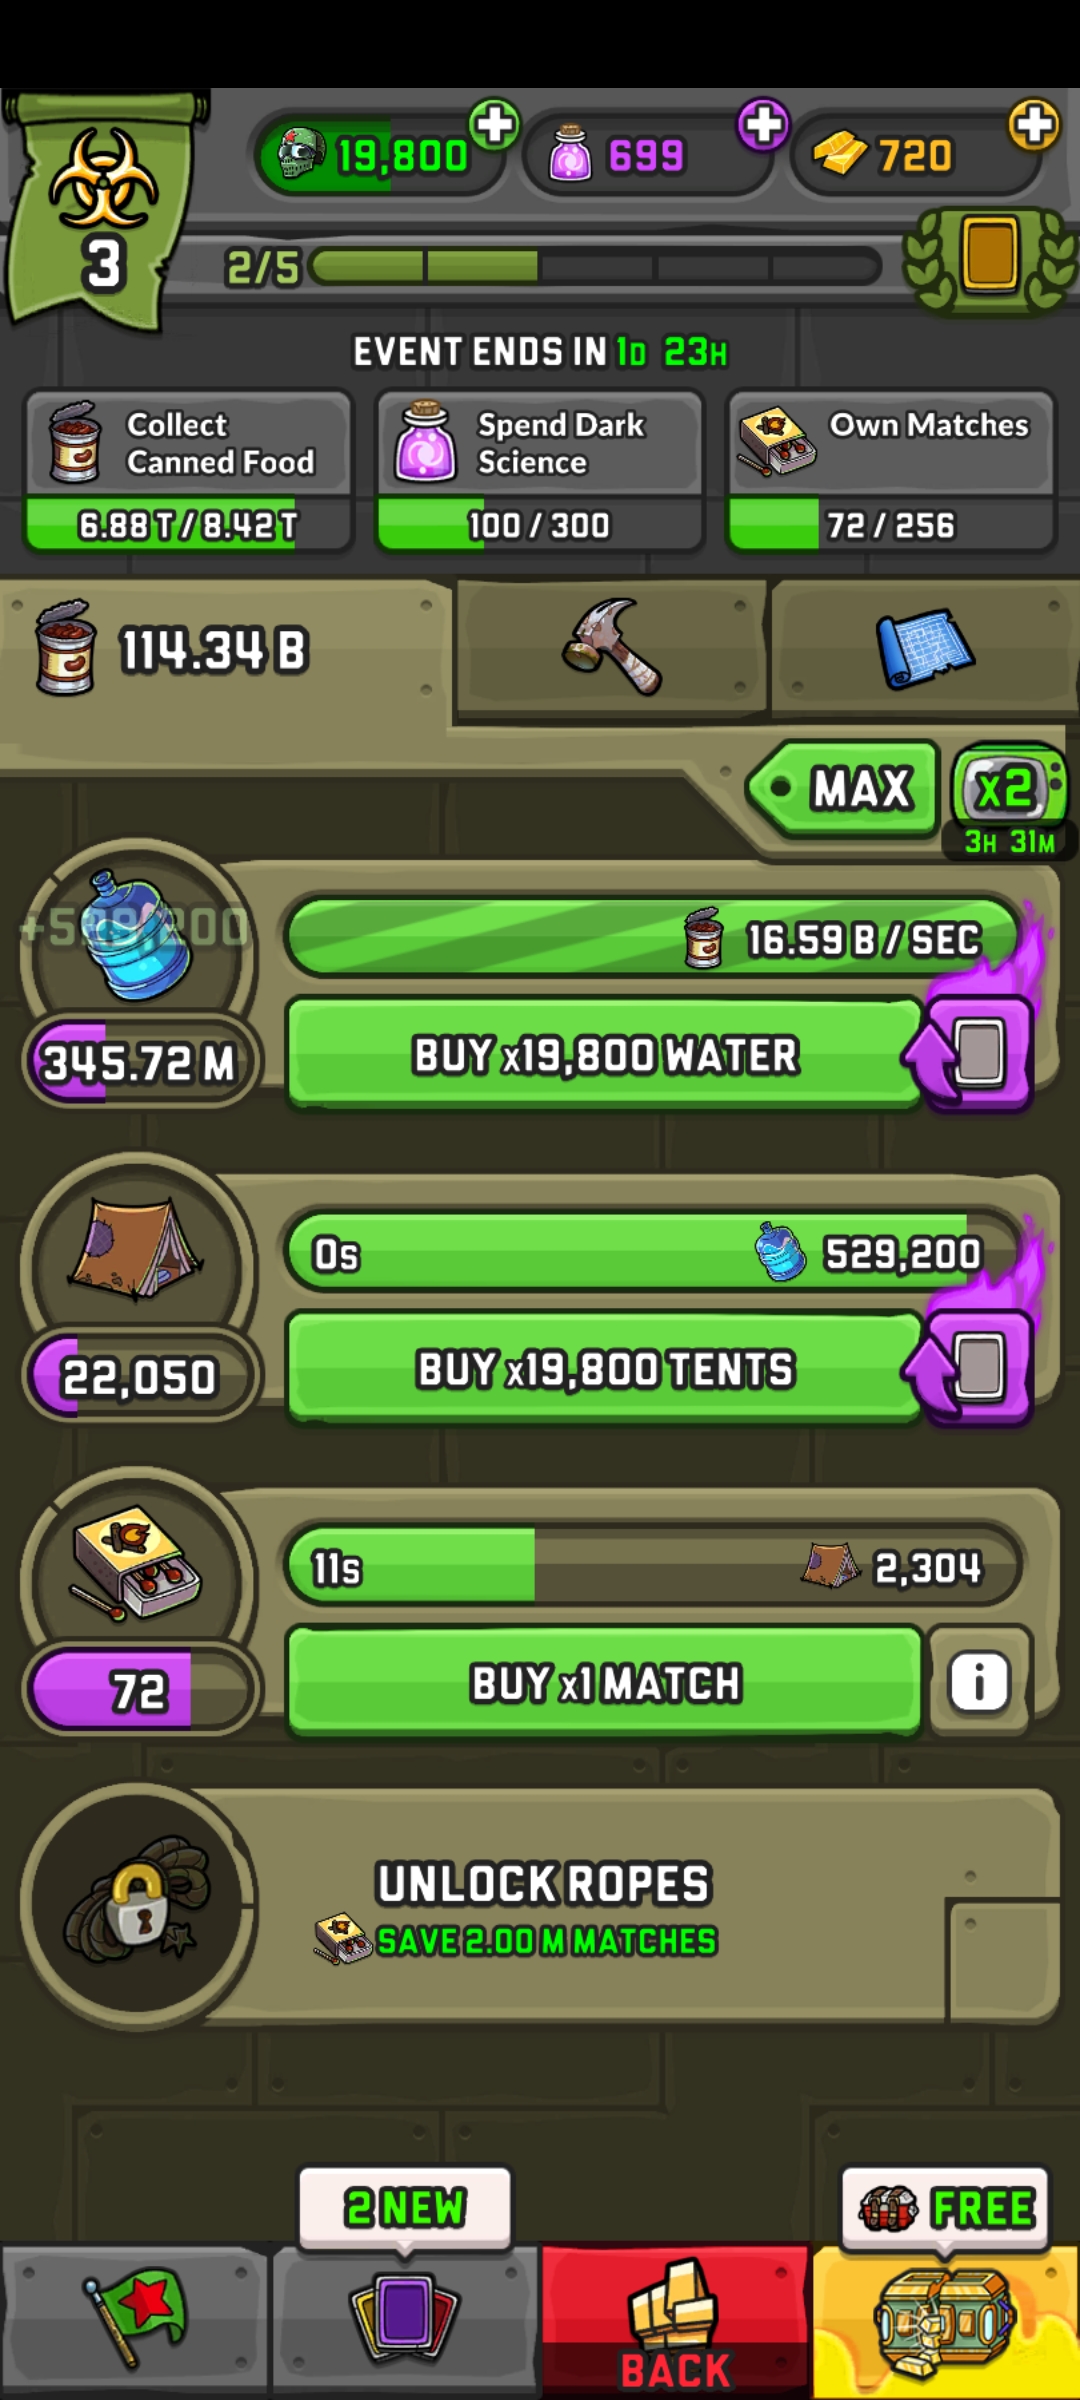 19,800
699
720
3
2/5
EVENT ENDS IN 1D 23H
Collect
Canned Food
6.88 T / 8.42 T
Spend Dark
Science
100 / 300
Own Matches
72 / 256
114.34 B
MAX
x2
3H 31M
+529,200
16.59 B / SEC
345.72 M
BUY x19,800 WATER
0s
529,200
22,050
BUY x19,800 TENTS
11s
2,304
72
BUY x1 MATCH
i
UNLOCK ROPES
SAVE 2.00 M MATCHES
2 NEW
FREE
BACK